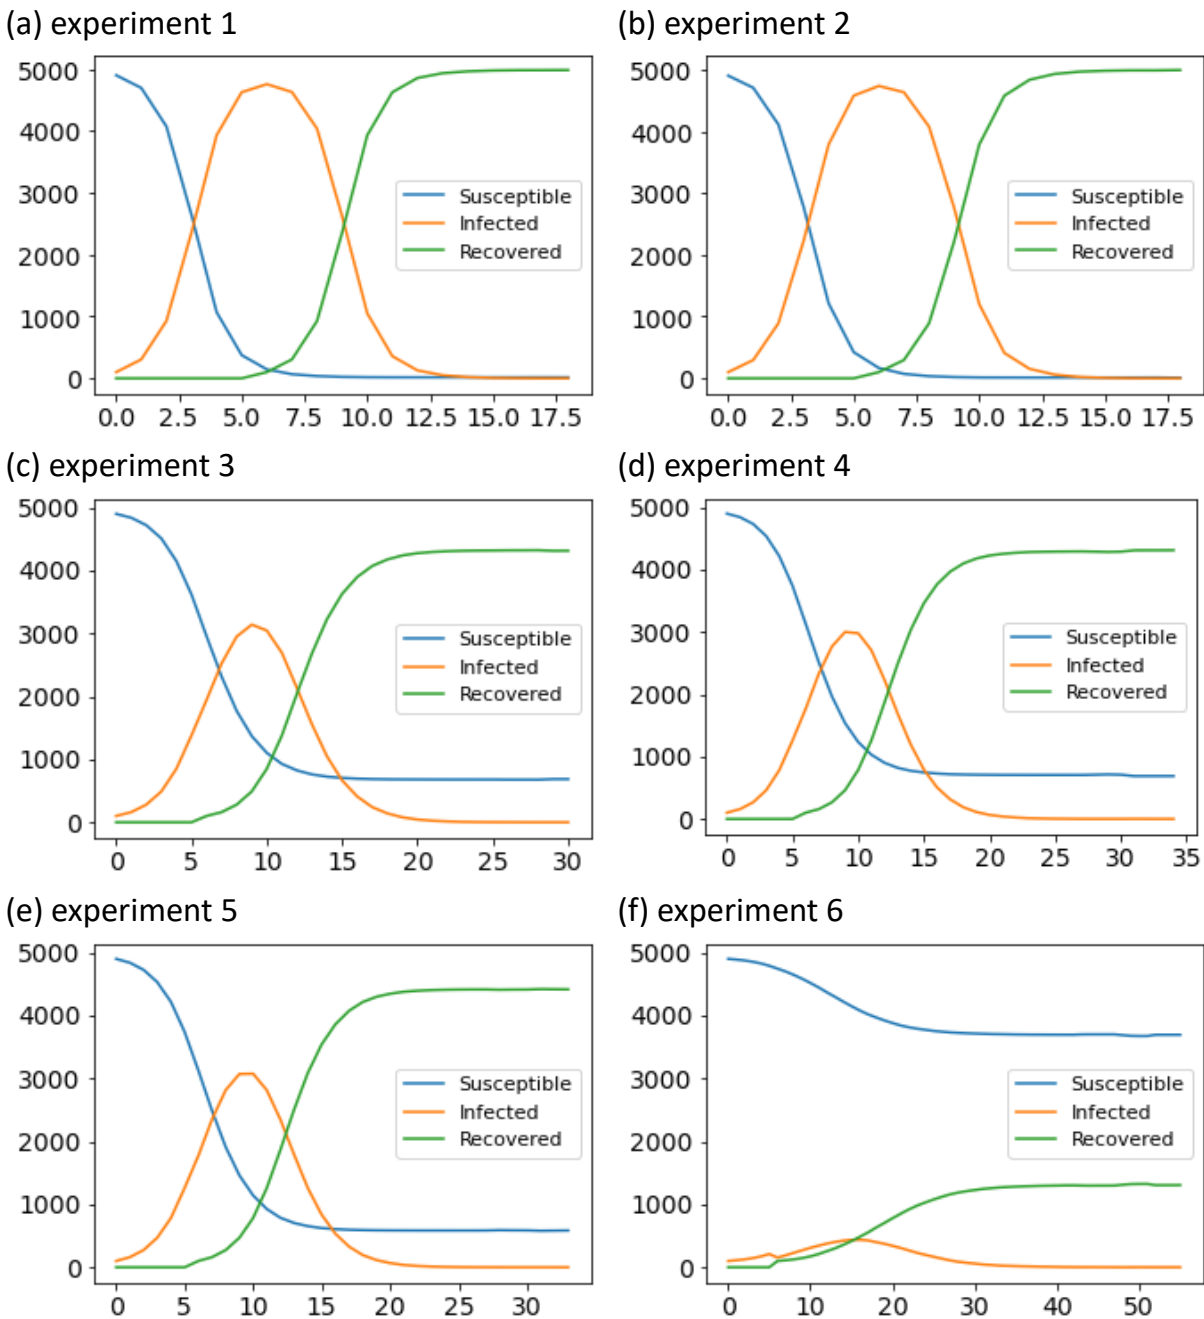 (a) experiment 1
5000
4000
3000
2000
1000
0
Susceptible
Infected
Recovered
0.0 2.5 5.0 7.5 10.0 12.5 15.0 17.5
(b) experiment 2
5000
4000
3000
2000
1000
0
Susceptible
Infected
Recovered
0.0 2.5 5.0 7.5 10.0 12.5 15.0 17.5
(c) experiment 3
5000
4000
3000
2000
1000
0
Susceptible
Infected
Recovered
0 5 10 15 20 25 30
(d) experiment 4
5000
4000
3000
2000
1000
0
Susceptible
Infected
Recovered
0 5 10 15 20 25 30 35
(e) experiment 5
5000
4000
3000
2000
1000
0
Susceptible
Infected
Recovered
0 5 10 15 20 25 30
(f) experiment 6
5000
4000
3000
2000
1000
0
Susceptible
Infected
Recovered
0 10 20 30 40 50